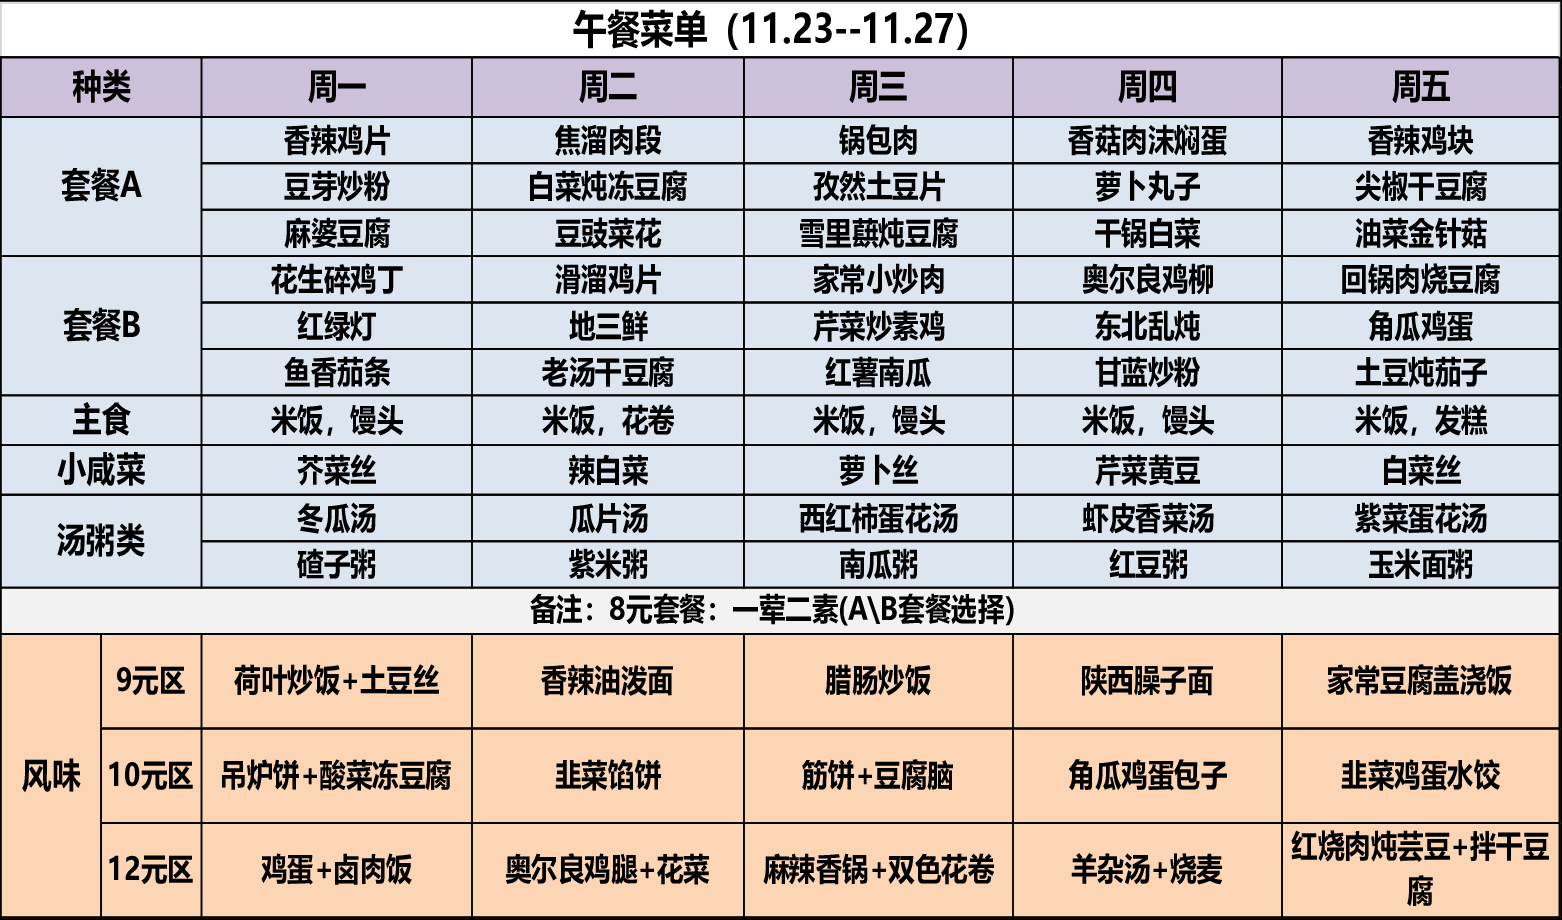 午餐菜单（11.23--11.27）
种类 周一 周二 周三 周四 周五
套餐A
香辣鸡片 焦溜肉段 锅包肉 香菇肉沫焖蛋 香辣鸡块
豆芽炒粉 白菜炖冻豆腐 孜然土豆片 萝卜丸子 尖椒干豆腐
麻婆豆腐 豆豉菜花 雪里蕻炖豆腐 干锅白菜 油菜金针菇
套餐B
花生碎鸡丁 滑溜鸡片 家常小炒肉 奥尔良鸡柳 回锅肉烧豆腐
红绿灯 地三鲜 芹菜炒素鸡 东北乱炖 角瓜鸡蛋
鱼香茄条 老汤干豆腐 红薯南瓜 甘蓝炒粉 土豆炖茄子
主食 米饭，馒头 米饭，花卷 米饭，馒头 米饭，馒头 米饭，发糕
小咸菜 芥菜丝 辣白菜 萝卜丝 芹菜黄豆 白菜丝
汤粥类
冬瓜汤 瓜片汤 西红柿蛋花汤 虾皮香菜汤 紫菜蛋花汤
碴子粥 紫米粥 南瓜粥 红豆粥 玉米面粥
备注：8元套餐：一荤二素(A\B套餐选择)
风味
9元区 荷叶炒饭+土豆丝 香辣油泼面 腊肠炒饭 陕西臊子面 家常豆腐盖浇饭
10元区 吊炉饼+酸菜冻豆腐 韭菜馅饼 筋饼+豆腐脑 角瓜鸡蛋包子 韭菜鸡蛋水饺
12元区 鸡蛋+卤肉饭 奥尔良鸡腿+花菜 麻辣香锅+双色花卷 羊杂汤+烧麦 红烧肉炖芸豆+拌干豆
腐